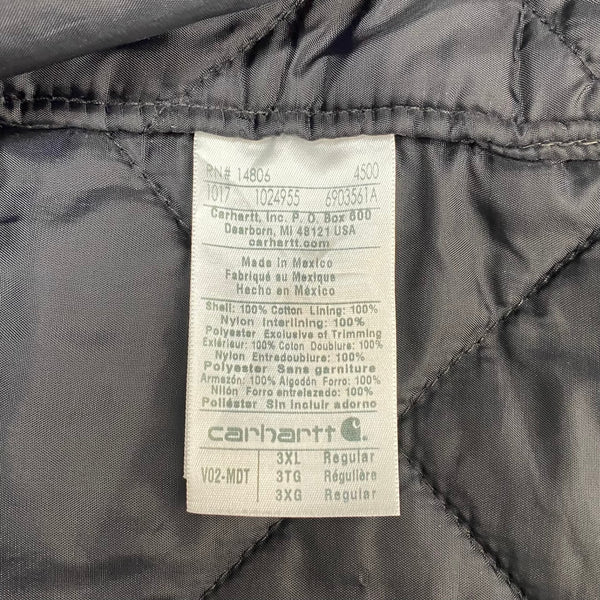 RN# 14806 4500
1017 1024955 6903561A
Carhartt, Inc. P. O. Box 600
Dearborn, MI 48121 USA
carhartt.com
Made in Mexico
Fabriqué au Mexique
Hecho en México
Shell: 100% Cotton Lining: 100%
Nylon Interlining: 100%
Polyester Exclusive of Trimming
Extérieur: 100% Coton Doublure: 100%
Nylon Entredoublure: 100%
Polyester Sans garniture
Armazón: 100% Algodón Forro: 100%
Nilón Forro entrelazado: 100%
Poliéster Sin incluir adorno
carhartt
V02-MDT
3XL Regular
3TG Régulière
3XG Regular